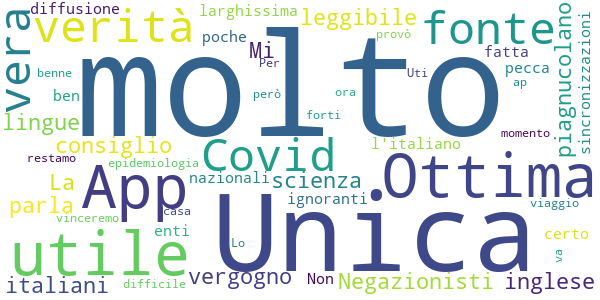 diffusione
larghissima
leggibile
fonte
vera
verità
poche
Mi
provò
fatta
piagnucolano
sincronizzazioni
molto
Per
benne
ben
però
Uti
pecca
ora
ap
forti
lingue
consiglio
Covid
l'italiano
momento
restamo
epidemiologia
La
App
nazionali
scienza
Ottima
parla
ignoranti
Unica
viaggio
vinceremo
casa
utile
enti
Lo
certo
va
italiani
difficile
vergogno
Non
Negazionisti
inglese